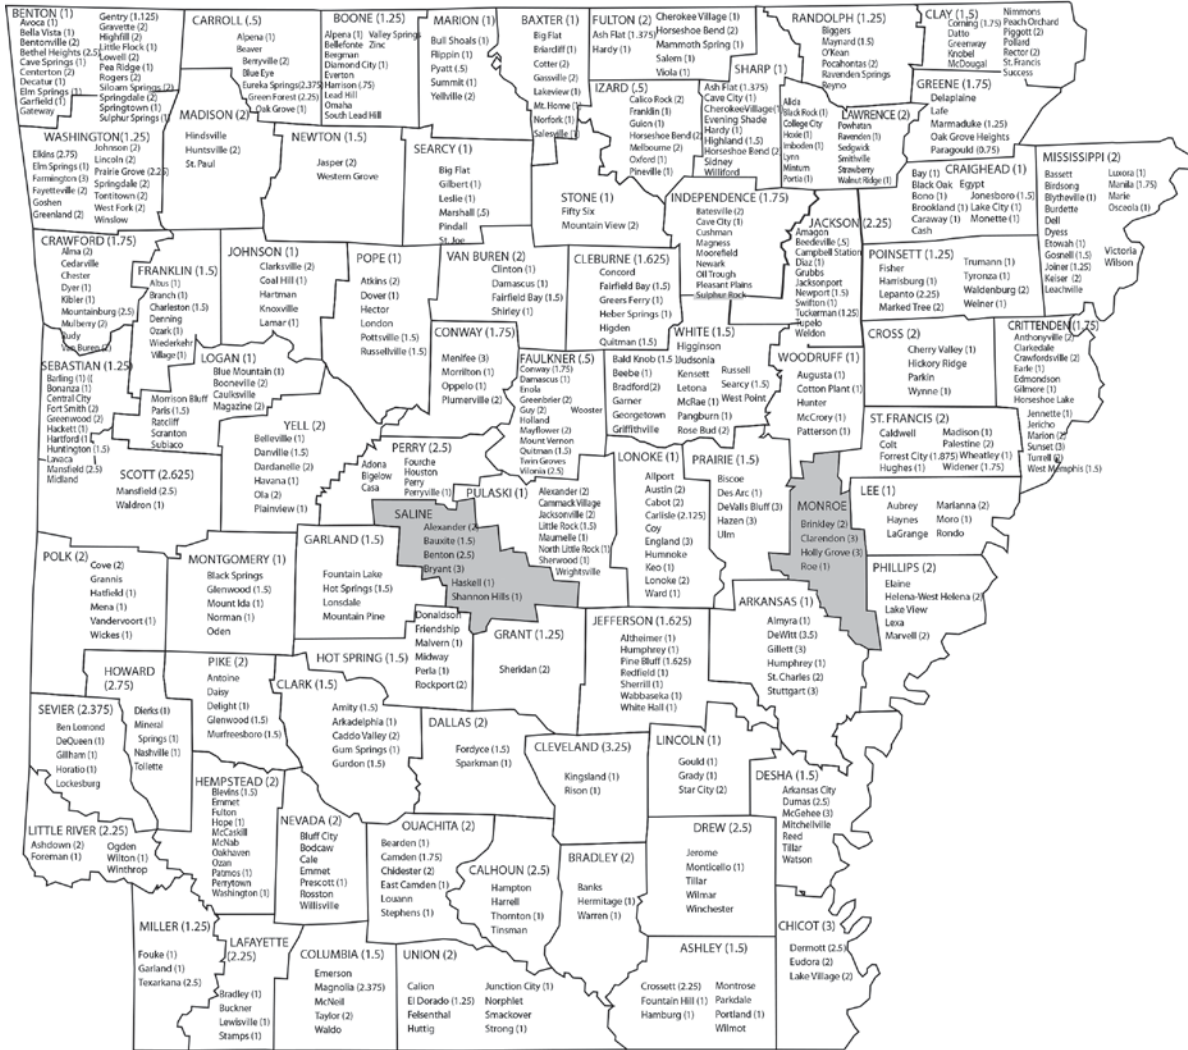 BENTON (1)
Avoca (1)
Bella Vista (1)
Bentonville (2)
Bethel Heights (2.5)
Cave Springs (1)
Centerton (2)
Decatur (1)
Elm Springs (1)
Garfield (1)
Gateway
Gentry (1.125)
Gravette (2)
Highfill (2)
Little Flock (1)
Lowell (2)
Pea Ridge (1)
Rogers (2)
Siloam Springs (2)
Springdale (2)
Springtown (1)
Sulphur Springs (1)
CARROLL (.5)
Alpena (1)
Beaver
Berryville (2)
Blue Eye
Eureka Springs(2.375)
Green Forest (2.25)
Oak Grove (1)
BOONE (1.25)
Alpena (1)
Bellefonte
Bergman
Diamond City (1)
Everton
Harrison (.75)
Lead Hill
Omaha
South Lead Hill
Valley Springs
Zinc
MARION (1)
Bull Shoals (1)
Flippin (1)
Pyatt (.5)
Summit (1)
Yellville (2)
BAXTER (1)
Big Flat
Briarcliff (1)
Cotter (2)
Gassville (2)
Lakeview (1)
Mt. Home (1)
Norfork (1)
Salesville (1)
FULTON (2)
Ash Flat (1.375)
Hardy (1)
Cherokee Village (1)
Horseshoe Bend (2)
Mammoth Spring (1)
Salem (1)
Viola (1)
SHARP (1)
Ash Flat (1.375)
Cave City (1)
CherokeeVillage(1)
Evening Shade
Hardy (1)
Highland (1.5)
Horseshoe Bend (2)
Sidney
Williford
RANDOLPH (1.25)
Biggers
Maynard (1.5)
O'Kean
Pocahontas (2)
Ravenden Springs
Reyno
CLAY (1.5)
Corning (1.75)
Datto
Greenway
Knobel
McDougal
Nimmons
Peach Orchard
Piggott (2)
Pollard
Rector (2)
St. Francis
Success
GREENE (1.75)
Delaplaine
Lafe
Marmaduke (1.25)
Oak Grove Heights
Paragould (0.75)
IZARD (.5)
Calico Rock (2)
Franklin (1)
Guion (1)
Horseshoe Bend(2)
Melbourne (2)
Oxford (1)
Pineville (1)
LAWRENCE (2)
Alicia
Black Rock (1)
College City
Hoxie (1)
Imboden (1)
Lynn
Minturn
Portia (1)
Powhatan
Ravenden (1)
Sedgwick
Smithville
Strawberry
Walnut Ridge (1)
WASHINGTON(1.25)
Elkins (2.75)
Elm Springs (1)
Farmington (3)
Fayetteville (2)
Goshen
Greenland (2)
Johnson (2)
Lincoln (2)
Prairie Grove (2.25)
Springdale (2)
Tontitown (2)
West Fork (2)
Winslow
MADISON (2)
Hindsville
Huntsville (2)
St. Paul
NEWTON (1.5)
Jasper (2)
Western Grove
SEARCY (1)
Big Flat
Gilbert (1)
Leslie (1)
Marshall (.5)
Pindall
St. Joe
STONE (1)
Fifty Six
Mountain View (2)
INDEPENDENCE (1.75)
Batesville (2)
Cave City (1)
Cushman
Magness
Moorefield
Newark
Oil Trough
Pleasant Plains
Sulphur Rock
JACKSON (2.25)
Amagon
Beedeville (.5)
Campbell Station
Diaz (1)
Grubbs
Jacksonport
Newport (1.5)
Swifton (1)
Tuckerman (1.25)
Tupelo
Weldon
CRAIGHEAD (1)
Bay (1)
Black Oak
Bono (1)
Brookland (1)
Caraway (1)
Cash
Egypt
Jonesboro (1.5)
Lake City (1)
Monette (1)
MISSISSIPPI (2)
Bassett
Birdsong
Blytheville (1)
Burdette
Dell
Dyess
Etowah (1)
Gosnell (1.5)
Joiner (1.25)
Keiser (2)
Leachville
Luxora (1)
Manila (1.75)
Marie
Osceola (1)
Victoria
Wilson
CRAWFORD (1.75)
Alma (2)
Cedarville
Chester
Dyer (1)
Kibler (1)
Mountainburg (2.5)
Mulberry (2)
Rudy
Van Buren (2)
FRANKLIN (1.5)
Altus (1)
Branch (1)
Charleston (1.5)
Denning
Ozark (1)
Wiederkehr
Village (1)
JOHNSON (1)
Clarksville (2)
Coal Hill (1)
Hartman
Knoxville
Lamar (1)
POPE (1)
Atkins (2)
Dover (1)
Hector
London
Pottsville (1.5)
Russellville (1.5)
VAN BUREN (2)
Clinton (1)
Damascus (1)
Fairfield Bay (1.5)
Shirley (1)
CLEBURNE (1.625)
Concord
Fairfield Bay (1.5)
Greers Ferry (1)
Heber Springs (1)
Higden
Quitman (1.5)
POINSETT (1.25)
Fisher
Harrisburg (1)
Lepanto (2.25)
Marked Tree (2)
Trumann (1)
Tyronza (1)
Waldenburg (2)
Weiner (1)
CONWAY (1.75)
Menifee (3)
Morrilton (1)
Oppelo (1)
Plumerville (2)
FAULKNER (.5)
Conway (1.75)
Damascus (1)
Enola
Greenbrier (2)
Guy (2)
Holland
Mayflower (2)
Mount Vernon
Quitman (1.5)
Twin Groves
Vilonia (2.5)
Wooster
WHITE (1.5)
Bald Knob (1.5)
Beebe (1)
Bradford(2)
Garner
Georgetown
Griffithville
Higginson
Judsonia
Kensett
Letona
McRae (1)
Pangburn (1)
Rose Bud (2)
Russell
Searcy (1.5)
West Point
WOODRUFF (1)
Augusta (1)
Cotton Plant (1)
Hunter
McCrory (1)
Patterson (1)
CROSS (2)
Cherry Valley (1)
Hickory Ridge
Parkin
Wynne (1)
CRITTENDEN (1.75)
Anthonyville (2)
Clarkedale
Crawfordsville (2)
Earle (1)
Edmondson
Gilmore (1)
Horseshoe Lake
Jennette (1)
Jericho
Marion (2)
Sunset (3)
Turrell (2)
West Memphis (1.5)
SEBASTIAN (1.25)
Barling (1) ((
Bonanza (1)
Central City
Fort Smith (2)
Greenwood (2)
Hackett (1)
Hartford (1)
Huntington (1.5)
Lavaca
Mansfield (2.5)
Midland
LOGAN (1)
Blue Mountain (1)
Booneville (2)
Caulksville
Magazine (2)
Morrison Bluff
Paris (1.5)
Ratcliff
Scranton
Subiaco
YELL (2)
Belleville (1)
Danville (1.5)
Dardanelle (2)
Havana (1)
Ola (2)
Plainview (1)
SCOTT (2.625)
Mansfield (2.5)
Waldron (1)
PERRY (2.5)
Adona
Bigelow
Casa
Fourche
Houston
Perry
Perryville (1)
PULASKI (1)
Alexander (2)
Cammack Village
Jacksonville (2)
Little Rock (1.5)
Maumelle (1)
North Little Rock (1)
Sherwood (1)
Wrightsville
LONOKE (1)
Allport
Austin (2)
Cabot (2)
Carlisle (2.125)
Coy
England (3)
Humnoke
Keo (1)
Lonoke (2)
Ward (1)
PRAIRIE (1.5)
Biscoe
Des Arc (1)
DeValls Bluff (3)
Hazen (3)
Ulm
ST. FRANCIS (2)
Caldwell
Colt
Forrest City (1.875)
Hughes (1)
Madison (1)
Palestine (2)
Wheatley (1)
Widener (1.75)
SALINE
Alexander (2)
Bauxite (1.5)
Benton (2.5)
Bryant (3)
Haskell (1)
Shannon Hills (1)
MONROE
Brinkley (2)
Clarendon (3)
Holly Grove (3)
Roe (1)
LEE (1)
Aubrey
Haynes
LaGrange
Marianna (2)
Moro (1)
Rondo
POLK (2)
Cove (2)
Grannis
Hatfield (1)
Mena (1)
Vandervoort (1)
Wickes (1)
MONTGOMERY (1)
Black Springs
Glenwood (1.5)
Mount Ida (1)
Norman (1)
Oden
GARLAND (1.5)
Fountain Lake
Hot Springs (1.5)
Lonsdale
Mountain Pine
HOT SPRING (1.5)
Donaldson
Friendship
Malvern (1)
Midway
Perla (1)
Rockport (2)
GRANT (1.25)
Sheridan (2)
JEFFERSON (1.625)
Altheimer (1)
Humphrey (1)
Pine Bluff (1.625)
Redfield (1)
Sherrill (1)
Wabbaseka (1)
White Hall (1)
ARKANSAS (1)
Almyra (1)
DeWitt (3.5)
Gillett (3)
Humphrey (1)
St. Charles (2)
Stuttgart (3)
PHILLIPS (2)
Elaine
Helena-West Helena (2)
Lake View
Lexa
Marvell (2)
HOWARD
(2.75)
Dierks (1)
Mineral
Springs (1)
Nashville (1)
Tollette
PIKE (2)
Antoine
Daisy
Delight (1)
Glenwood (1.5)
Murfreesboro (1.5)
CLARK (1.5)
Amity (1.5)
Arkadelphia (1)
Caddo Valley (2)
Gum Springs (1)
Gurdon (1.5)
SEVIER (2.375)
Ben Lomond
DeQueen (1)
Gillham (1)
Horatio (1)
Lockesburg
DALLAS (2)
Fordyce (1.5)
Sparkman (1)
CLEVELAND (3.25)
Kingsland (1)
Rison (1)
LINCOLN (1)
Gould (1)
Grady (1)
Star City (2)
DESHA (1.5)
Arkansas City
Dumas (2.5)
McGehee (3)
Mitchellville
Reed
Tillar
Watson
HEMPSTEAD (2)
Blevins (1.5)
Emmet
Fulton
Hope (1)
McCaskill
McNab
Oakhaven
Ozan
Patmos (1)
Perrytown
Washington (1)
NEVADA (2)
Bluff City
Bodcaw
Cale
Emmet
Prescott (1)
Rosston
Willisville
LITTLE RIVER (2.25)
Ashdown (2)
Foreman (1)
Ogden
Wilton (1)
Winthrop
OUACHITA (2)
Bearden (1)
Camden (1.75)
Chidester (2)
East Camden (1)
Louann
Stephens (1)
CALHOUN (2.5)
Hampton
Harrell
Thornton (1)
Tinsman
BRADLEY (2)
Banks
Hermitage (1)
Warren (1)
DREW (2.5)
Jerome
Monticello (1)
Tillar
Wilmar
Winchester
MILLER (1.25)
Fouke (1)
Garland (1)
Texarkana (2.5)
LAFAYETTE
(2.25)
Bradley (1)
Buckner
Lewisville (1)
Stamps (1)
COLUMBIA (1.5)
Emerson
Magnolia (2.375)
McNeil
Taylor (2)
Waldo
UNION (2)
Calion
El Dorado (1.25)
Felsenthal
Huttig
Junction City (1)
Norphlet
Smackover
Strong (1)
ASHLEY (1.5)
Crossett (2.25)
Fountain Hill (1)
Hamburg (1)
Montrose
Parkdale
Portland (1)
Wilmot
CHICOT (3)
Dermott (2.5)
Eudora (2)
Lake Village (2)